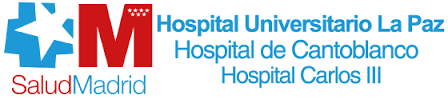 M
SaludMadrid
Hospital Universitario La Paz
Hospital de Cantoblanco
Hospital Carlos III